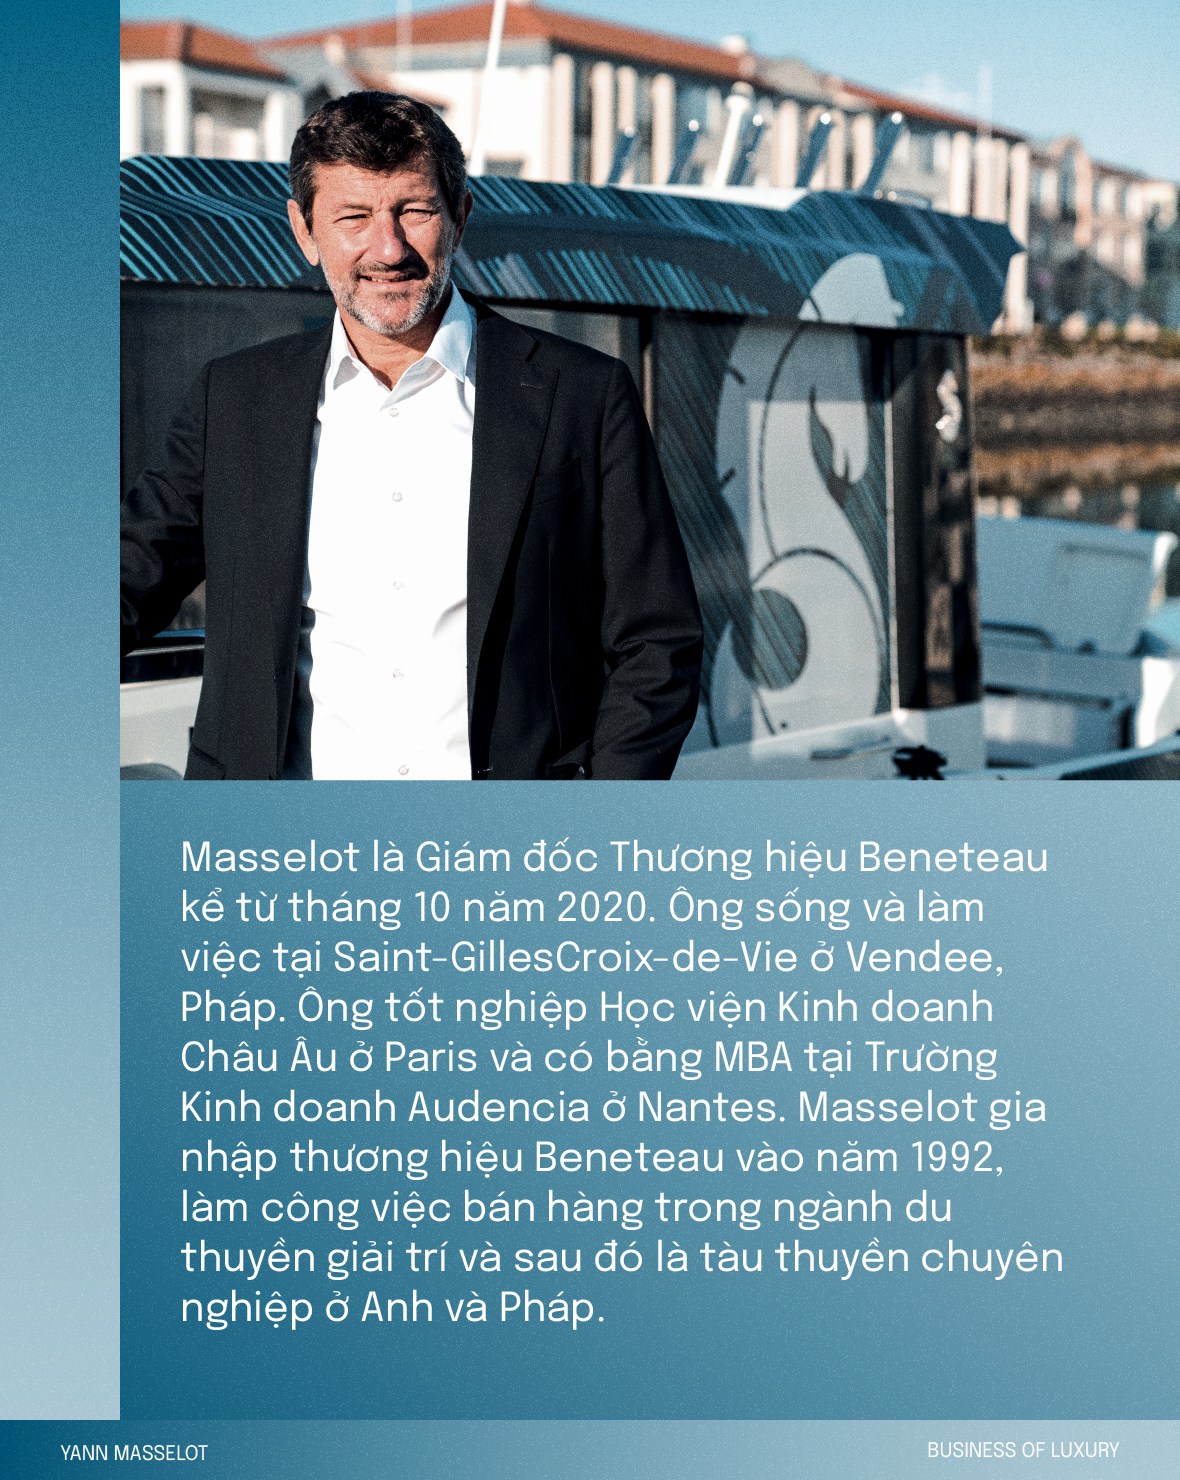 Masselot là Giám đốc Thương hiệu Beneteau
kể từ tháng 10 năm 2020. Ông sống và làm
việc tại Saint-GillesCroix-de-Vie ở Vendee,
Pháp. Ông tốt nghiệp Học viện Kinh doanh
Châu Âu ở Paris và có bằng MBA tại Trường
Kinh doanh Audencia ở Nantes. Masselot gia
nhập thương hiệu Beneteau vào năm 1992,
làm công việc bán hàng trong ngành du
thuyền giải trí và sau đó là tàu thuyền chuyên
nghiệp ở Anh và Pháp.
YANN MASSELOT
BUSINESS OF LUXURY